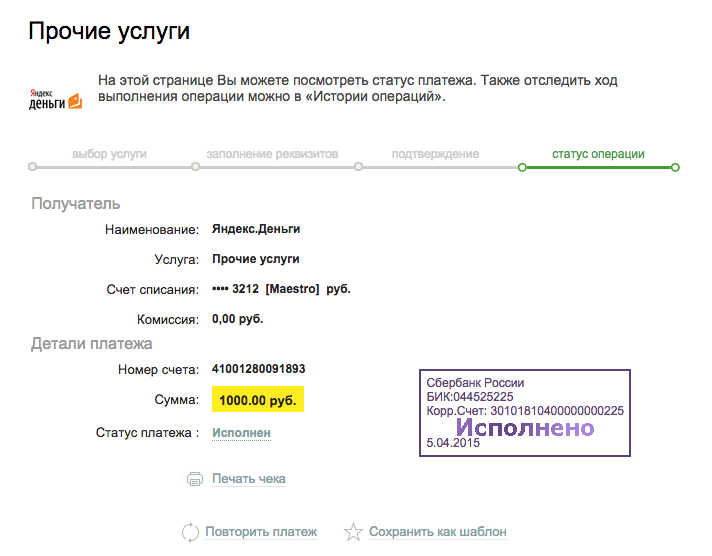 Прочие услуги
Яндекс
деньги
На этой странице Вы можете посмотреть статус платежа. Также отследить ход
выполнения операции можно в «Истории операций».
выбор услуги
заполнение реквизитов
подтверждение
статус операции
Получатель
Наименование: Яндекс.Деньги
Услуга: Прочие услуги
Счет списания: •••• 3212 [Maestro] руб.
Комиссия: 0,00 руб.
Детали платежа
Номер счета: 41001280091893
Сумма: 1000.00 руб.
Статус платежа : Исполнен
Сбербанк России
БИК:044525225
Корр.Счет: 30101810400000000225
Исполнено
5.04.2015
Печать чека
Повторить платеж
Сохранить как шаблон